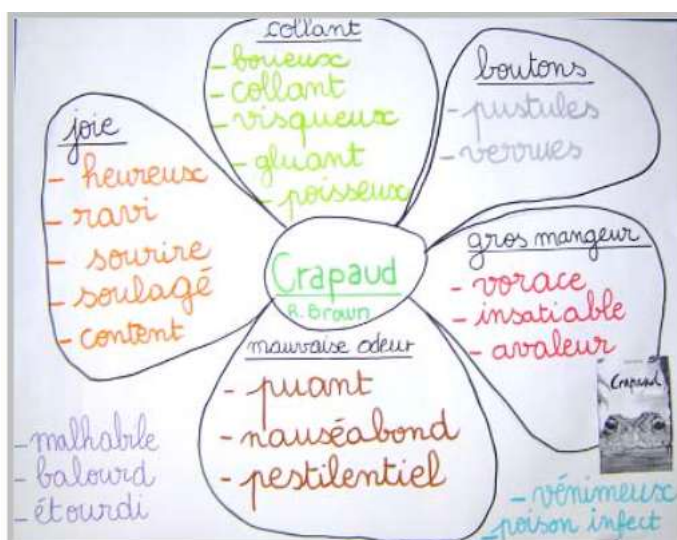 collant
- boueux
- collant
- visqueux
- gluant
- poisseux
boutons
- pustules
- verrues
joie
- heureux
- ravi
- sourire
- soulagé
- content
gros mangeur
- vorace
- insatiable
- avaleur
Crapaud
R. Brown
mauvaise odeur
- puant
- nauséabond
- pestilentiel
Crapaud
- malhabile
- balourd
- étourdi
- vénimeux
- poison infect